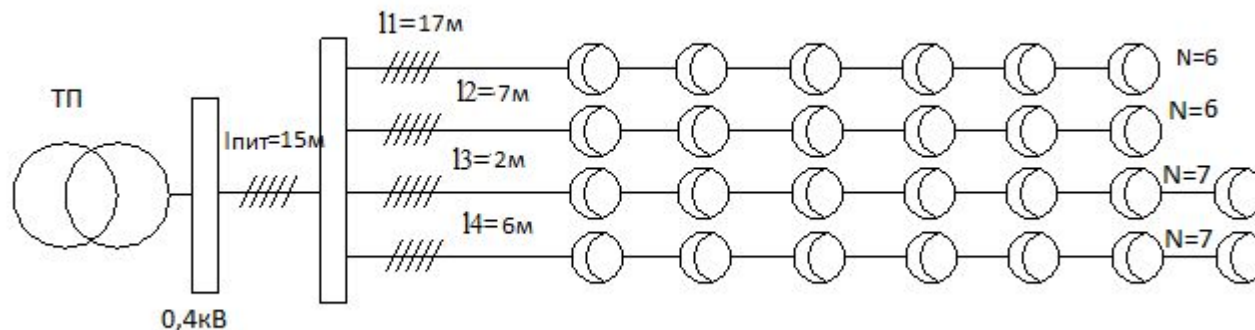 l1=17м
N=6
ТП
l2= 7м
N=6
lпит=15м
l3= 2м
N=7
l4= 6м
N=7
0,4кВ